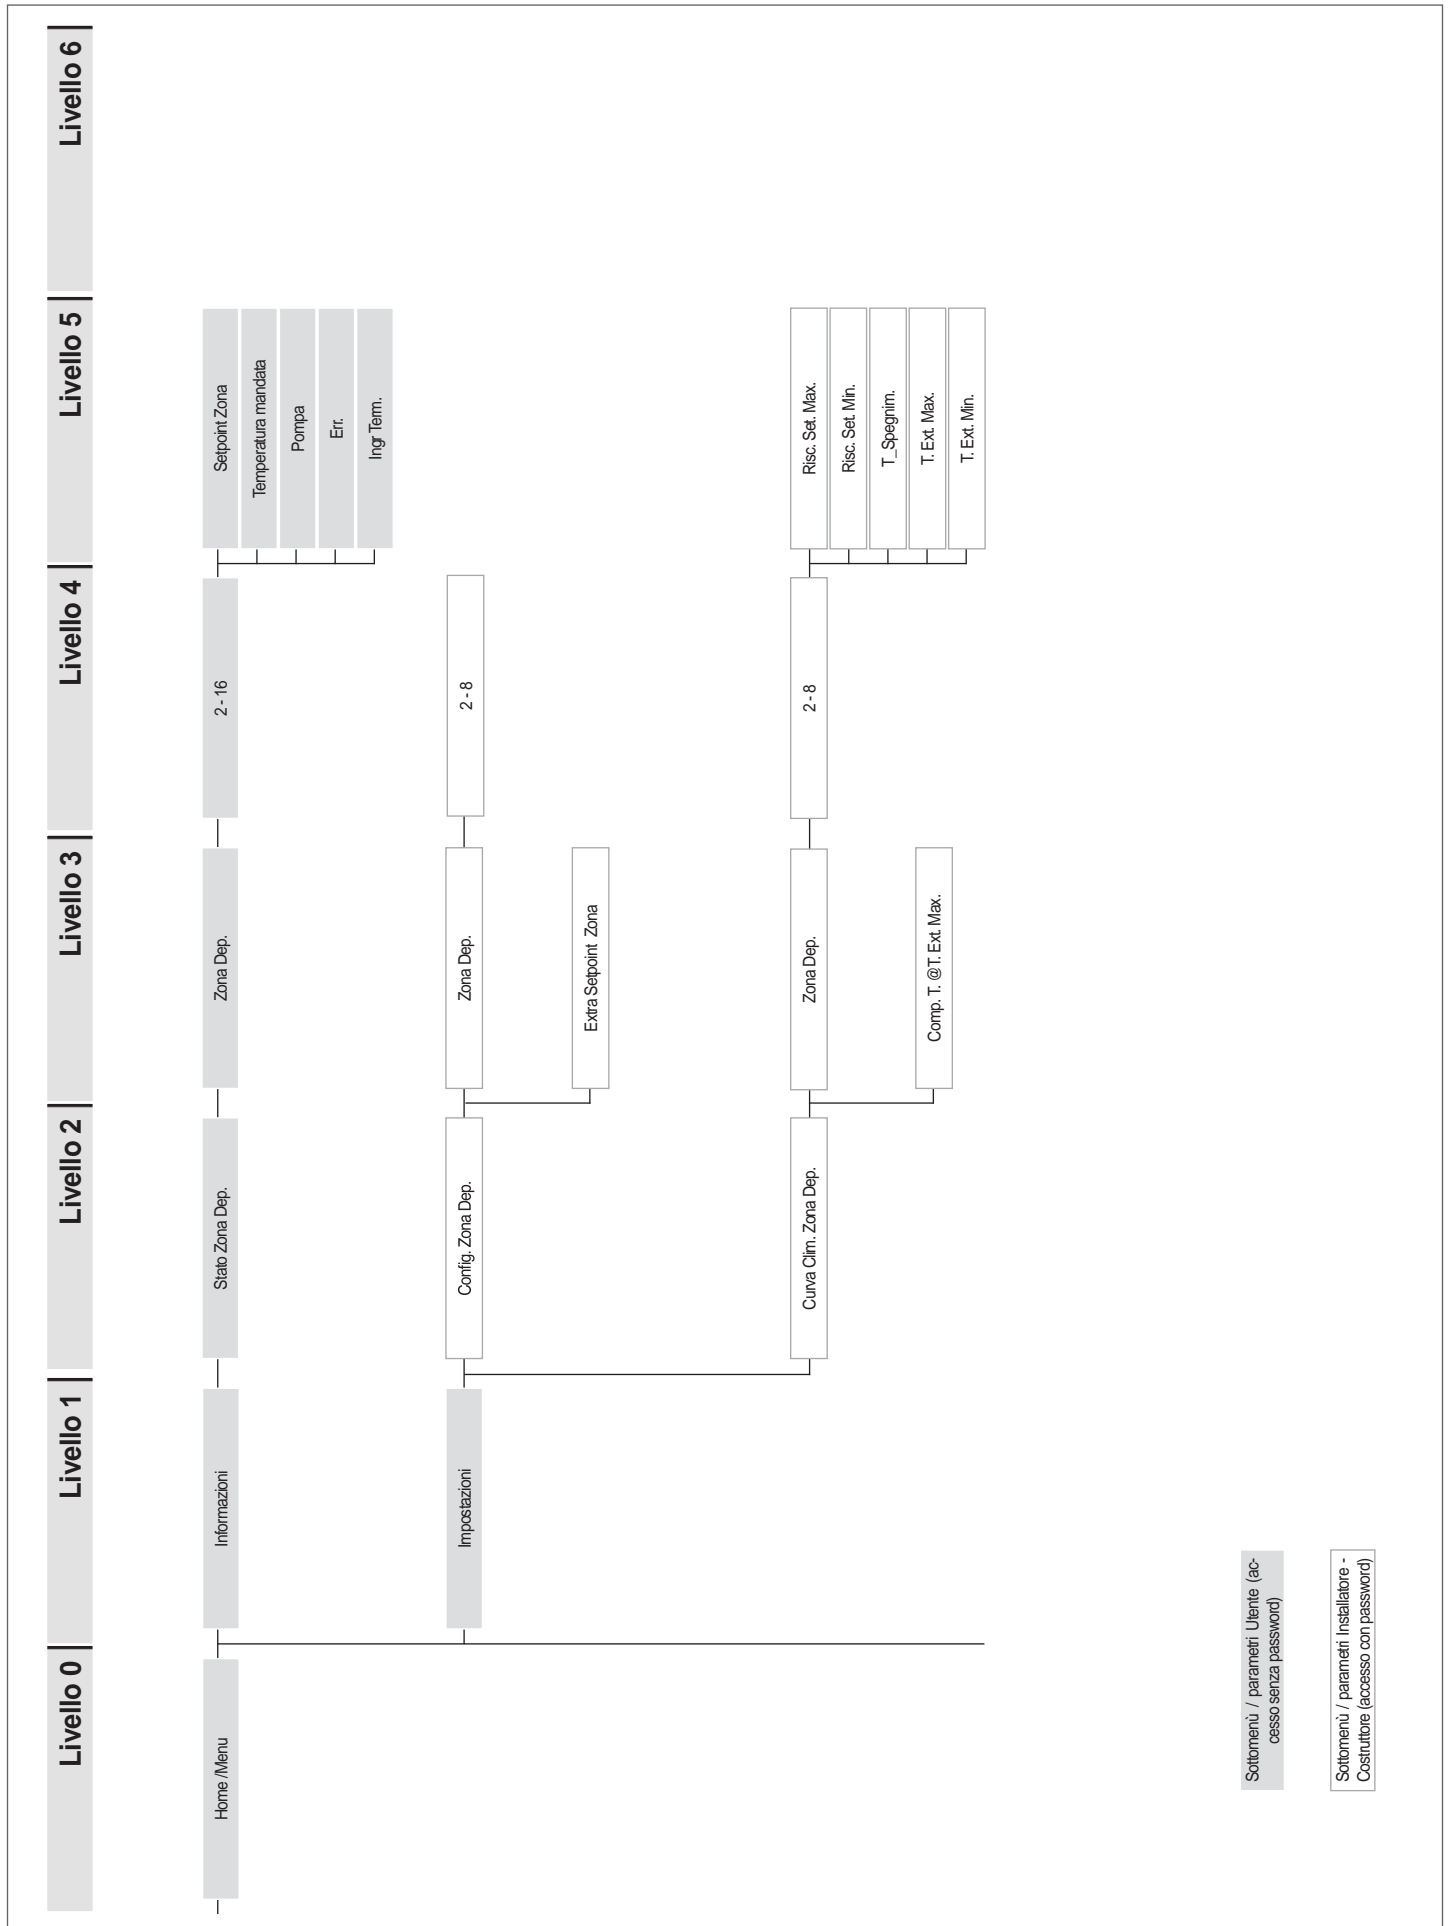 Livello 0
Livello 1
Livello 2
Livello 3
Livello 4
Livello 5
Livello 6
Home /Menu
Informazioni
Stato Zona Dep.
Zona Dep.
2 - 16
Setpoint Zona
Temperatura mandata
Pompa
Err.
Ingr Term.
Impostazioni
Config. Zona Dep.
Zona Dep.
2 - 8
Extra Setpoint Zona
Curva Clim. Zona Dep.
Zona Dep.
2 - 8
Risc. Set. Max.
Risc. Set. Min.
T_Spegnim.
T. Ext. Max.
T. Ext. Min.
Comp. T. @T. Ext. Max.
Sottomenù / parametri Utente (ac-
cesso senza password)
Sottomenù / parametri Installatore -
Costruttore (accesso con password)